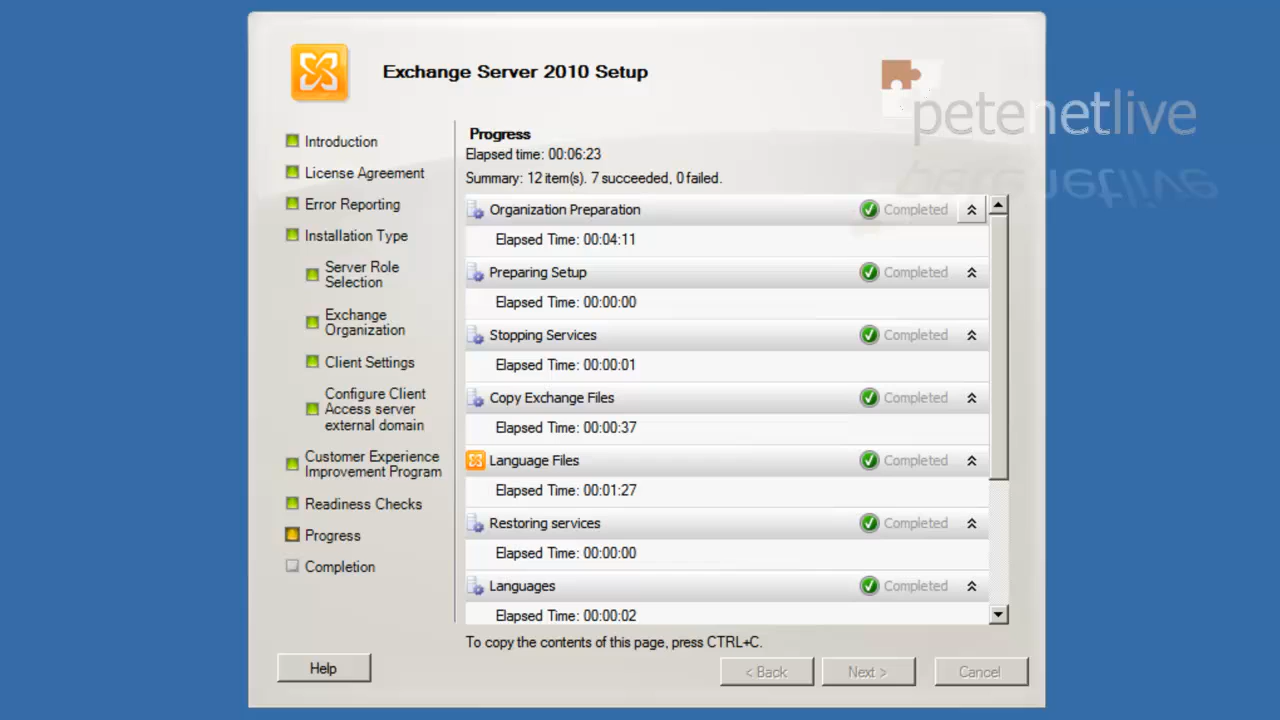 Exchange Server 2010 Setup
petenetlive
Introduction
License Agreement
Error Reporting
Installation Type
Server Role
Selection
Exchange
Organization
Client Settings
Configure Client
Access server
external domain
Customer Experience
Improvement Program
Readiness Checks
Progress
Completion
Progress
Elapsed time: 00:06:23
Summary: 12 item(s). 7 succeeded, 0 failed.
Organization Preparation Completed
Elapsed Time: 00:04:11
Preparing Setup Completed
Elapsed Time: 00:00:00
Stopping Services Completed
Elapsed Time: 00:00:01
Copy Exchange Files Completed
Elapsed Time: 00:00:37
Language Files Completed
Elapsed Time: 00:01:27
Restoring services Completed
Elapsed Time: 00:00:00
Languages Completed
Elapsed Time: 00:00:02
To copy the contents of this page, press CTRL+C.
Help
< Back
Next >
Cancel